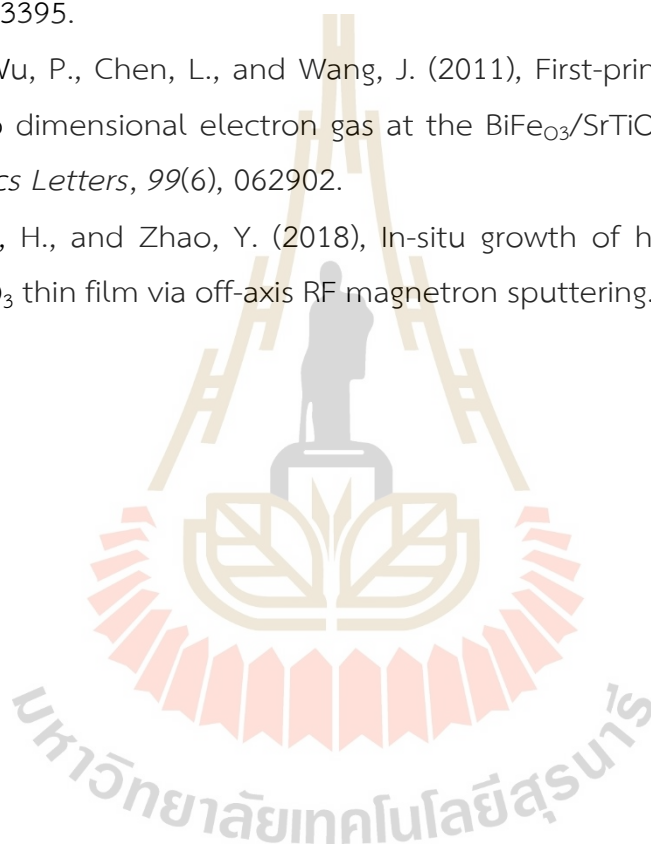 3395.
Wu, P., Chen, L., and Wang, J. (2011), First-prin
dimensional electron gas at the BiFe<sub>O3</sub>/SrTiO
cs Letters, 99(6), 062902.
, H., and Zhao, Y. (2018), In-situ growth of h
O₃ thin film via off-axis RF magnetron sputtering.
มหาวิทยาลัยเทคโนโลยีสุรนารี